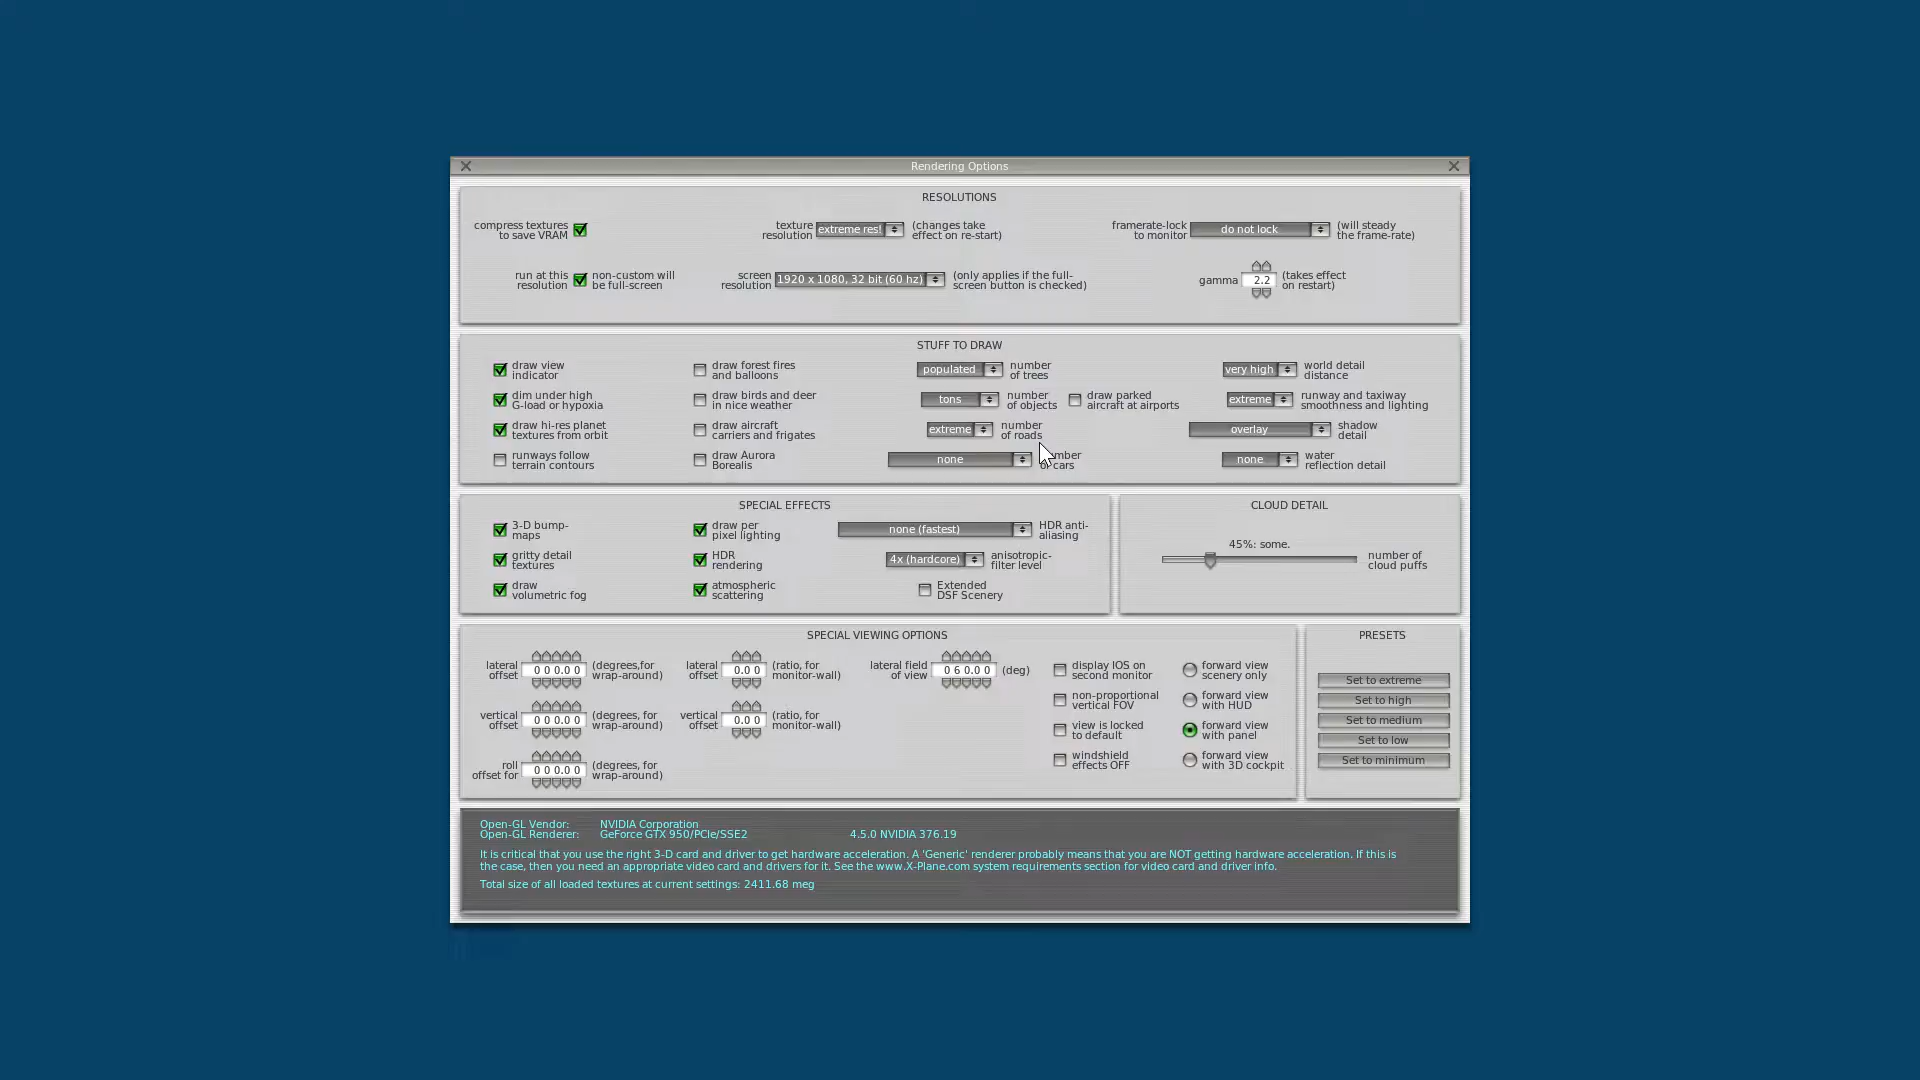 Rendering Options
RESOLUTIONS
compress textures
to save VRAM
texture
resolution
extreme res!
(changes take
effect on re-start)
framerate-lock
to monitor
do not lock
(will steady
the frame-rate)
run at this
resolution
non-custom will
be full-screen
screen
resolution
1920 x 1080, 32 bit (60 hz)
(only applies if the full-
screen button is checked)
gamma
2.2
(takes effect
on restart)
STUFF TO DRAW
draw view
indicator
draw forest fires
and balloons
populated
number
of trees
very high
world detail
distance
dim under high
G-load or hypoxia
draw birds and deer
in nice weather
tons
number
of objects
draw parked
aircraft at airports
extreme
runway and taxiway
smoothness and lighting
draw hi-res planet
textures from orbit
draw aircraft
carriers and frigates
extreme
number
of roads
overlay
shadow
detail
runways follow
terrain contours
draw Aurora
Borealis
none
mber
cars
none
water
reflection detail
SPECIAL EFFECTS
3-D bump-
maps
draw per
pixel lighting
none (fastest)
HDR anti-
aliasing
gritty detail
textures
HDR
rendering
4x (hardcore)
anisotropic-
filter level
draw
volumetric fog
atmospheric
scattering
Extended
DSF Scenery
CLOUD DETAIL
45%: some.
number of
cloud puffs
SPECIAL VIEWING OPTIONS
lateral
offset
0 0 0.0 0
(degrees,for
wrap-around)
lateral
offset
0.0 0
(ratio, for
monitor-wall)
lateral field
of view
0 6 0.0 0
(deg)
display IOS on
second monitor
forward view
scenery only
non-proportional
vertical FOV
forward view
with HUD
vertical
offset
0 0 0.0 0
(degrees, for
wrap-around)
vertical
offset
0.0 0
(ratio, for
monitor-wall)
view is locked
to default
forward view
with panel
roll
offset for
0 0 0.0 0
(degrees, for
wrap-around)
windshield
effects OFF
forward view
with 3D cockpit
PRESETS
Set to extreme
Set to high
Set to medium
Set to low
Set to minimum
Open-GL Vendor: NVIDIA Corporation
Open-GL Renderer: GeForce GTX 950/PCIe/SSE2 4.5.0 NVIDIA 376.19
It is critical that you use the right 3-D card and driver to get hardware acceleration. A 'Generic' renderer probably means that you are NOT getting hardware acceleration. If this is
the case, then you need an appropriate video card and drivers for it. See the www.X-Plane.com system requirements section for video card and driver info.
Total size of all loaded textures at current settings: 2411.68 meg